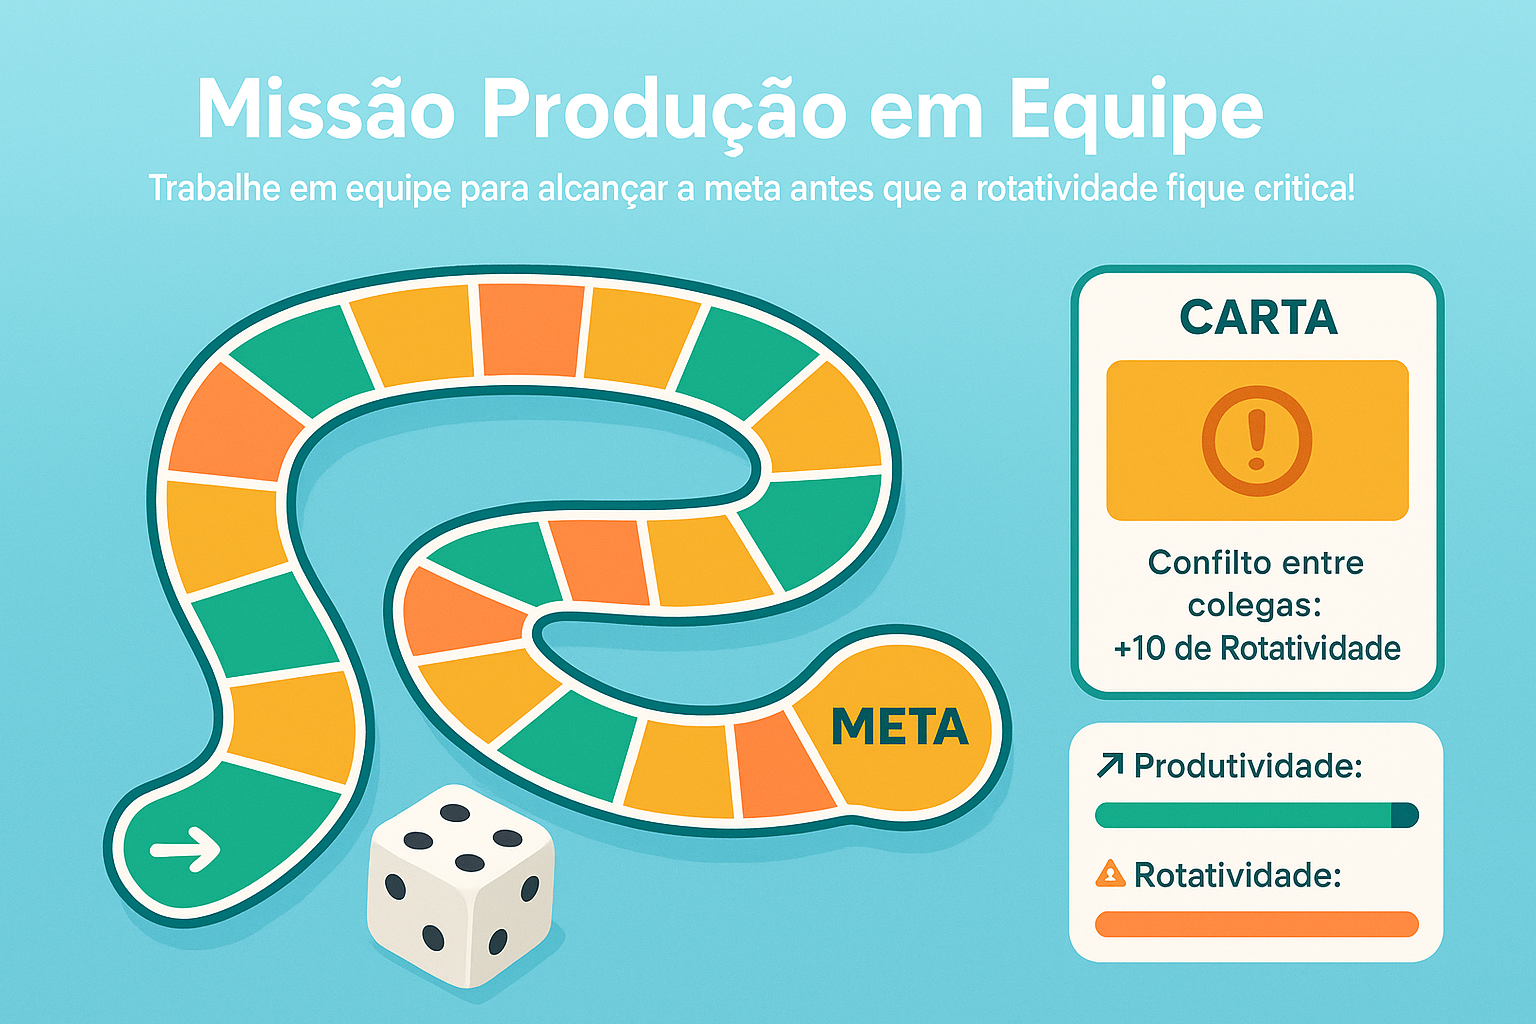 Missão Produção em Equipe
Trabalhe em equipe para alcançar a meta antes que a rotatividade fique critica!
CARTA
Confilto entre
colegas:
+10 de Rotatividade
META
Produtividade:
Rotatividade: